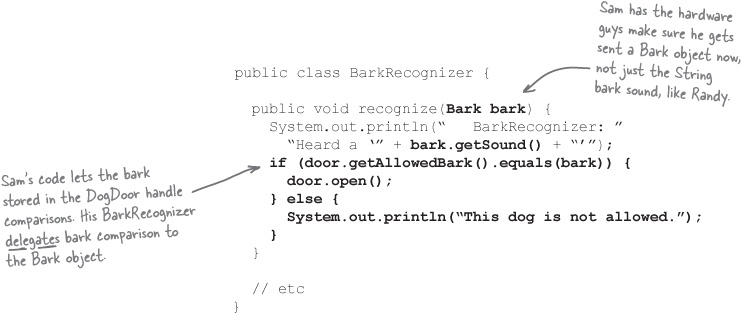 Sam has the hardware
guys make sure he gets
sent a Bark object now,
not just the String
bark sound, like Randy.
public class BarkRecognizer {
public void recognize(Bark bark) {
System.out.println(“   BarkRecognizer: ”
“Heard a ‘” + bark.getSound() + “’”);
if (door.getAllowedBark().equals(bark)) {
door.open();
} else {
System.out.println(“This dog is not allowed.”);
}
}
// etc
}
Sam's code lets the bark
stored in the DogDoor handle
comparisons. His BarkRecognizer
delegates bark comparison to
the Bark object.